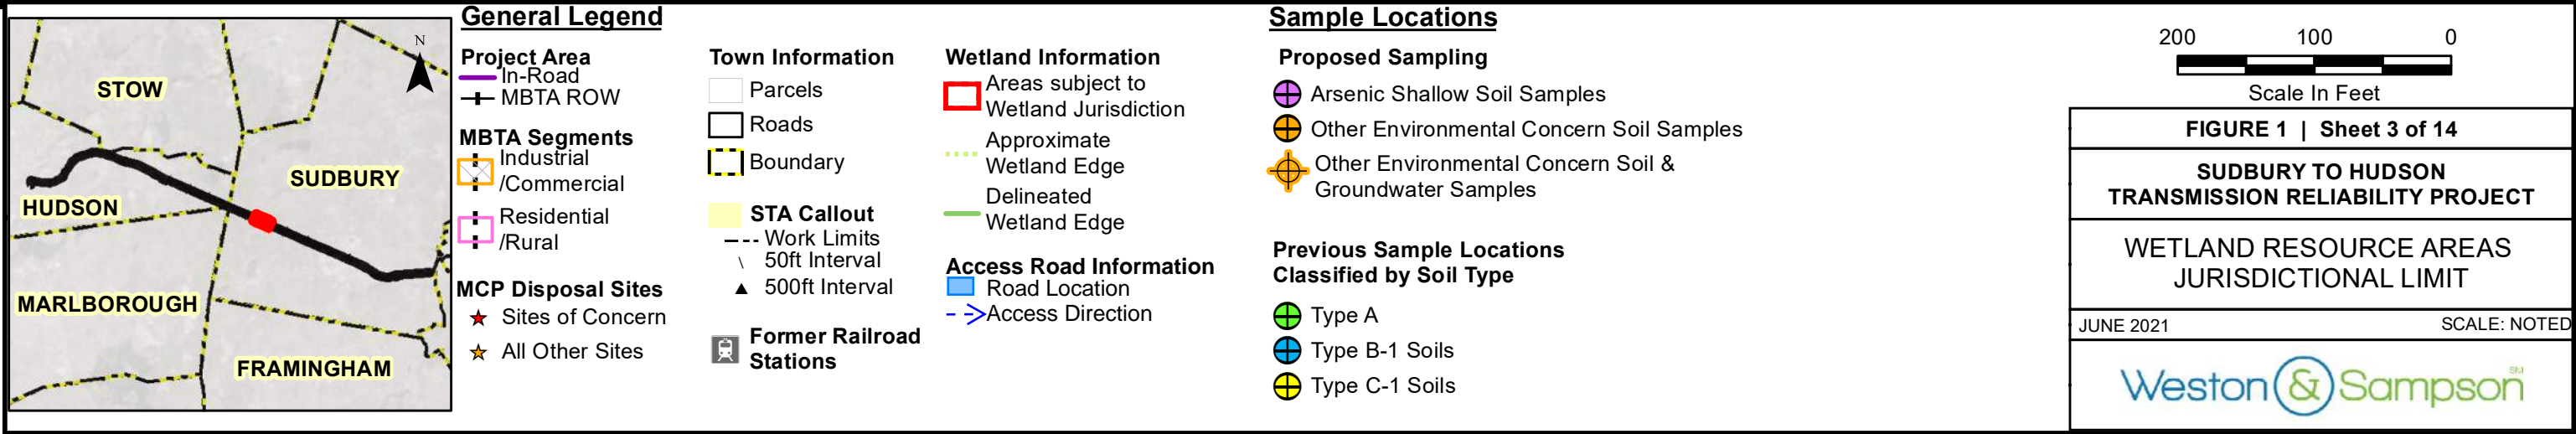 N
STOW
SUDBURY
HUDSON
MARLBOROUGH
FRAMINGHAM
General Legend
Project Area
In-Road
MBTA ROW
MBTA Segments
Industrial
/Commercial
Residential
/Rural
MCP Disposal Sites
Sites of Concern
All Other Sites
Town Information
Parcels
Roads
Boundary
STA Callout
Work Limits
50ft Interval
500ft Interval
Former Railroad
Stations
Wetland Information
Areas subject to
Wetland Jurisdiction
Approximate
Wetland Edge
Delineated
Wetland Edge
Access Road Information
Road Location
Access Direction
Sample Locations
Proposed Sampling
Arsenic Shallow Soil Samples
Other Environmental Concern Soil Samples
Other Environmental Concern Soil &
Groundwater Samples
Previous Sample Locations
Classified by Soil Type
Type A
Type B-1 Soils
Type C-1 Soils
200 100 0
Scale In Feet
FIGURE 1 | Sheet 3 of 14
SUDBURY TO HUDSON
TRANSMISSION RELIABILITY PROJECT
WETLAND RESOURCE AREAS
JURISDICTIONAL LIMIT
JUNE 2021 SCALE: NOTED
Weston & Sampson SM